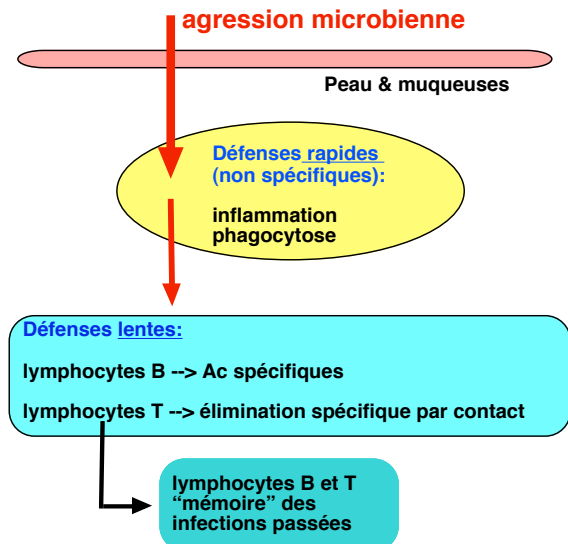 agression microbienne
Peau & muqueuses
Défenses rapides
(non spécifiques):
inflammation
phagocytose
Défenses lentes:
lymphocytes B --> Ac spécifiques
lymphocytes T --> élimination spécifique par contact
lymphocytes B et T
“mémoire” des
infections passées